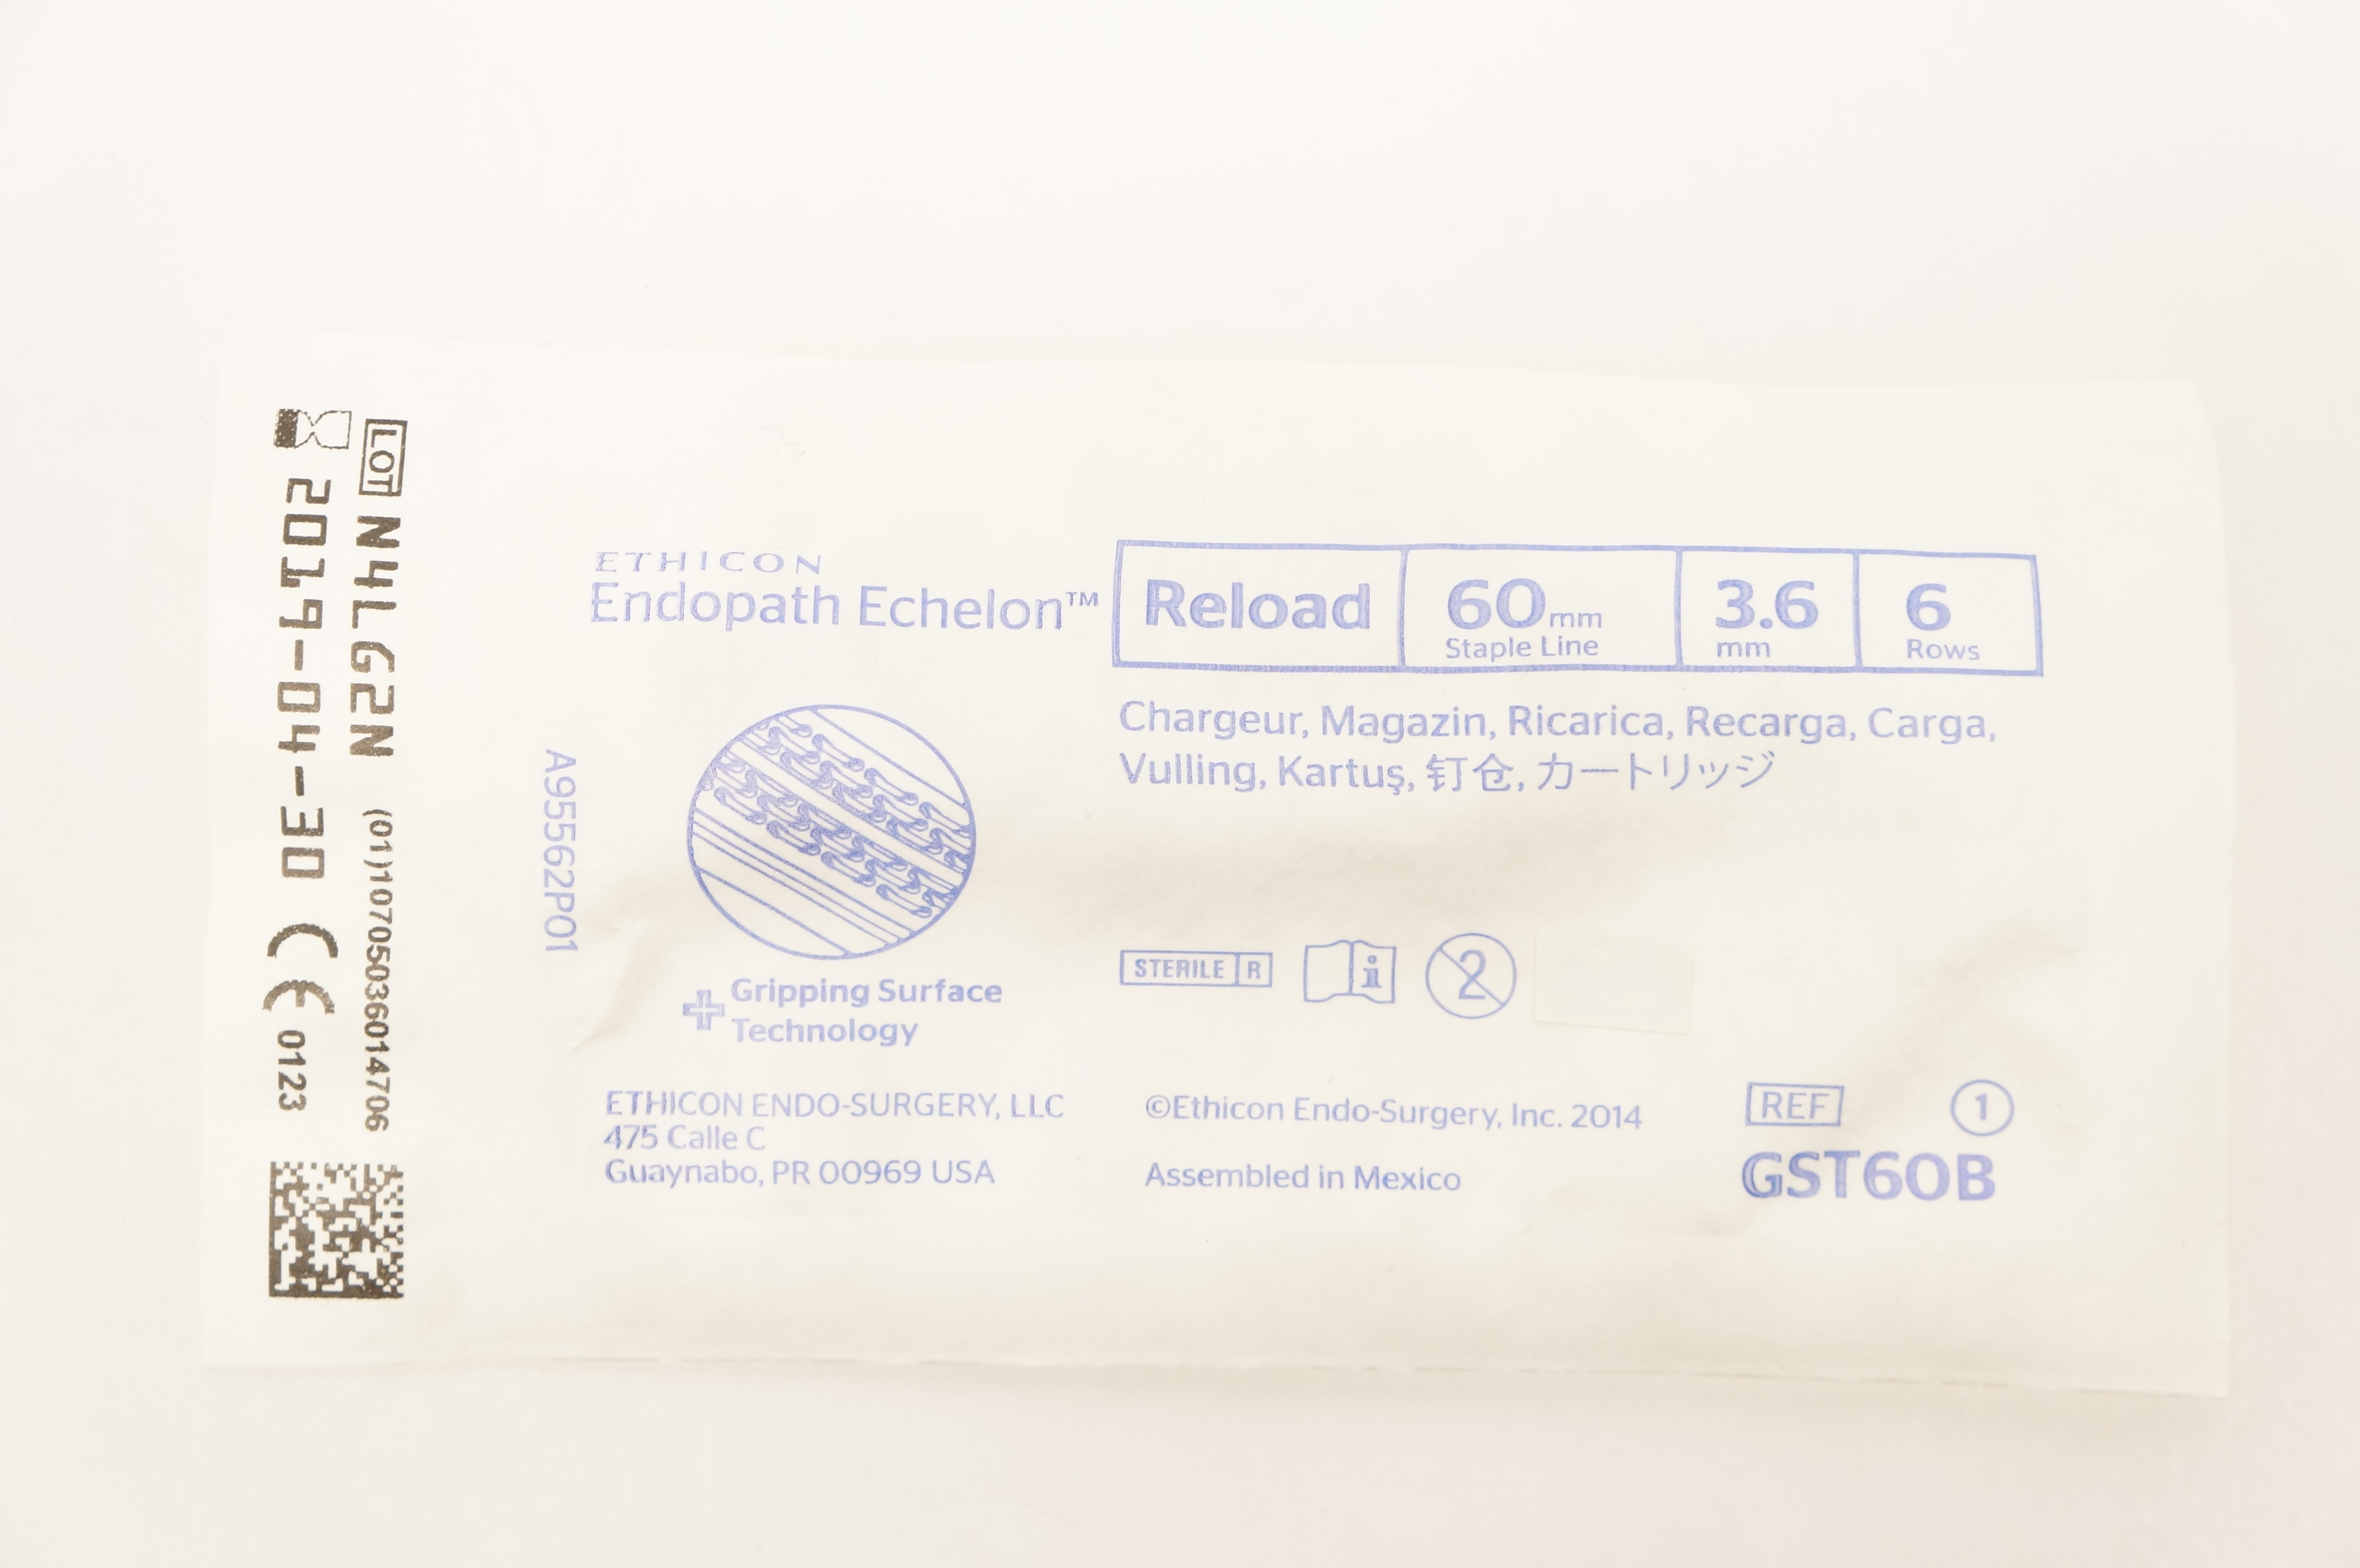 LOT N4LG2N (01)10705036014706
2019-04-30 CE 0123
A95562P01
ETHICON
Endopath Echelon™
Reload
60mm
Staple Line
3.6
mm
6
Rows
Chargeur, Magazin, Ricarica, Recarga, Carga,
Vulling, Kartuş, 钉仓, カートリッジ
Gripping Surface
Technology
STERILE R
i
2
ETHICON ENDO-SURGERY, LLC
475 Calle C
Guaynabo, PR 00969 USA
©Ethicon Endo-Surgery, Inc. 2014
Assembled in Mexico
REF
1
GST60B